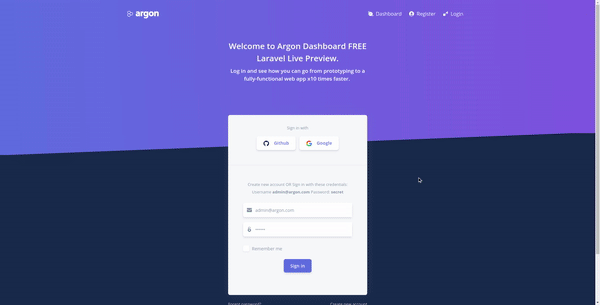 argon
Dashboard Register Login
Welcome to Argon Dashboard FREE
Laravel Live Preview.
Log in and see how you can go from prototyping to a
fully-functional web app x10 times faster.
Sign in with
Github Google
Create new account OR Sign in with these credentials:
Username admin@argon.com Password: secret
admin@argon.com
Remember me
Sign in
Forgot password? Create new account